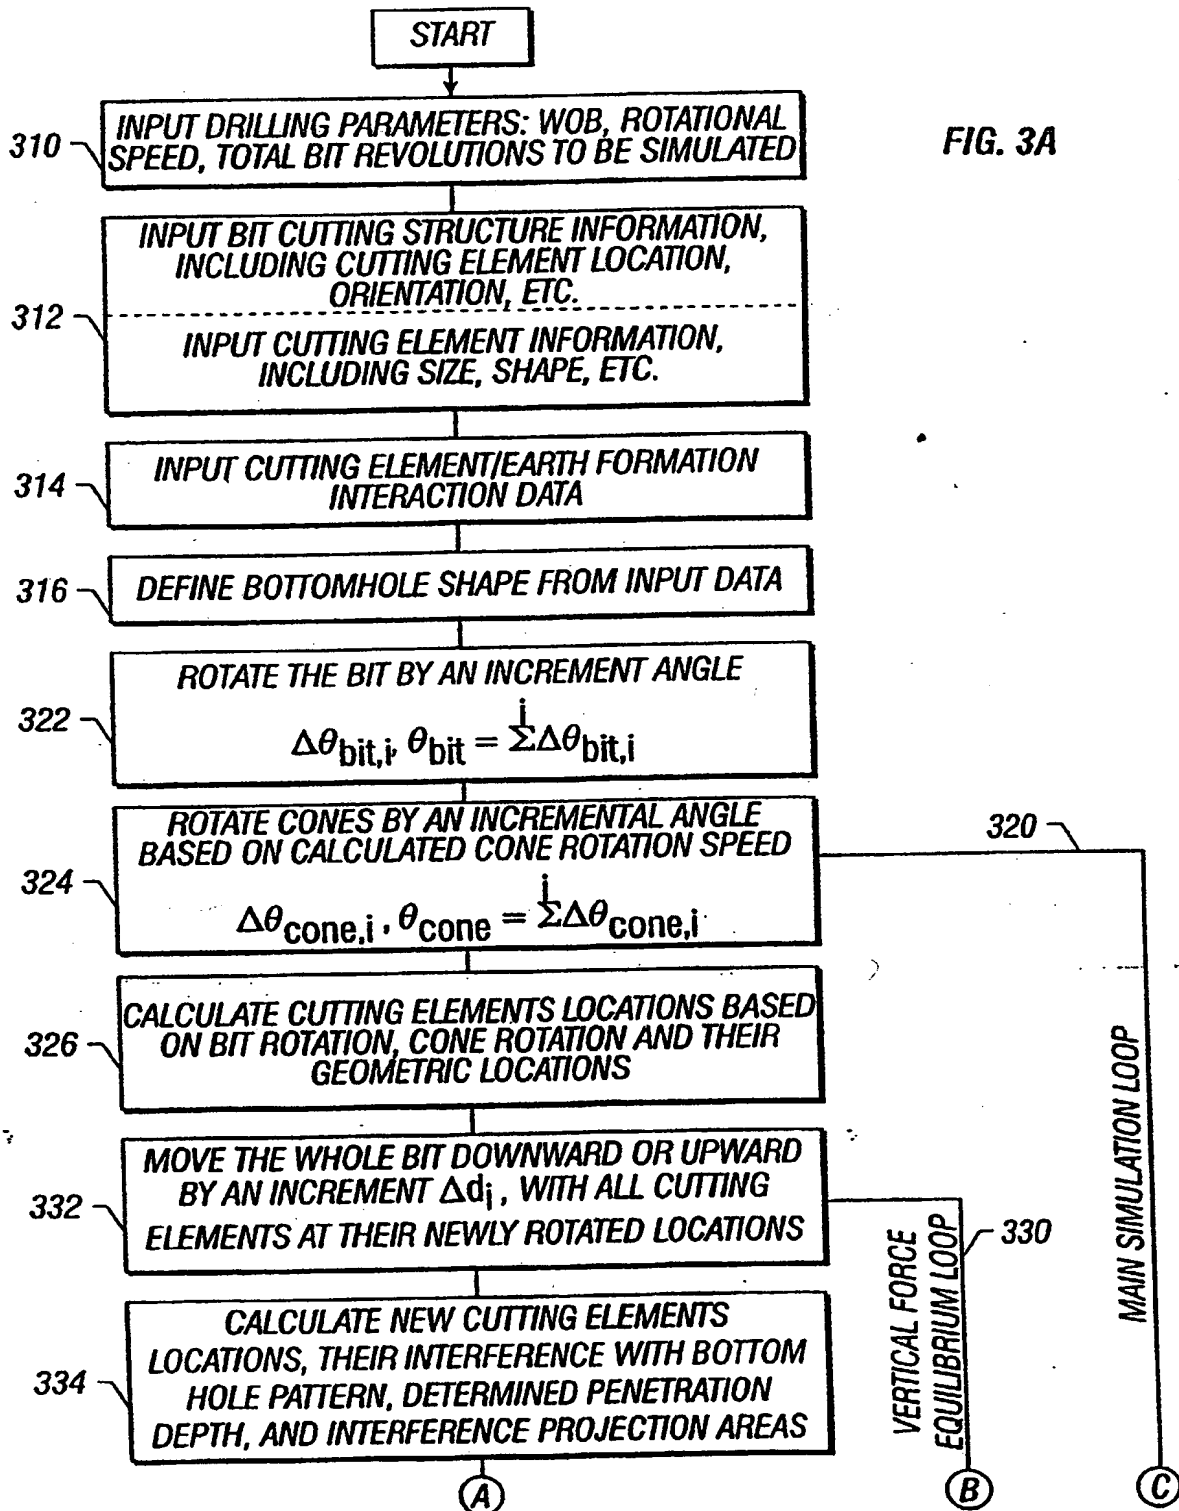 START
FIG. 3A
310
INPUT DRILLING PARAMETERS: WOB, ROTATIONAL
SPEED, TOTAL BIT REVOLUTIONS TO BE SIMULATED
312
INPUT BIT CUTTING STRUCTURE INFORMATION,
INCLUDING CUTTING ELEMENT LOCATION,
ORIENTATION, ETC.
INPUT CUTTING ELEMENT INFORMATION,
INCLUDING SIZE, SHAPE, ETC.
314
INPUT CUTTING ELEMENT/EARTH FORMATION
INTERACTION DATA
316
DEFINE BOTTOMHOLE SHAPE FROM INPUT DATA
322
ROTATE THE BIT BY AN INCREMENT ANGLE
i
Δθbit,i, θbit = ΣΔθbit,i
324
ROTATE CONES BY AN INCREMENTAL ANGLE
BASED ON CALCULATED CONE ROTATION SPEED
i
Δθcone,i, θcone = ΣΔθcone,i
320
MAIN SIMULATION LOOP
326
CALCULATE CUTTING ELEMENTS LOCATIONS BASED
ON BIT ROTATION, CONE ROTATION AND THEIR
GEOMETRIC LOCATIONS
332
MOVE THE WHOLE BIT DOWNWARD OR UPWARD
BY AN INCREMENT Δdi, WITH ALL CUTTING
ELEMENTS AT THEIR NEWLY ROTATED LOCATIONS
330
VERTICAL FORCE
EQUILIBRIUM LOOP
334
CALCULATE NEW CUTTING ELEMENTS
LOCATIONS, THEIR INTERFERENCE WITH BOTTOM
HOLE PATTERN, DETERMINED PENETRATION
DEPTH, AND INTERFERENCE PROJECTION AREAS
A
B
C